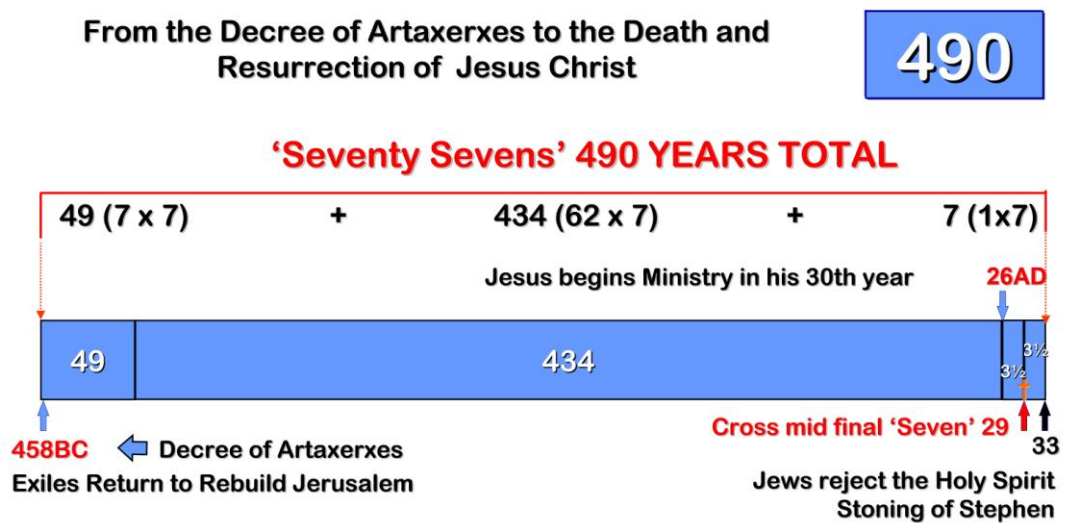 From the Decree of Artaxerxes to the Death and
Resurrection of Jesus Christ
490
‘Seventy Sevens’ 490 YEARS TOTAL
49 (7 x 7) + 434 (62 x 7) + 7 (1x7)
Jesus begins Ministry in his 30th year 26AD
49 434 3½ 3½
Cross mid final ‘Seven’ 29
33
458BC Decree of Artaxerxes
Exiles Return to Rebuild Jerusalem
Jews reject the Holy Spirit
Stoning of Stephen